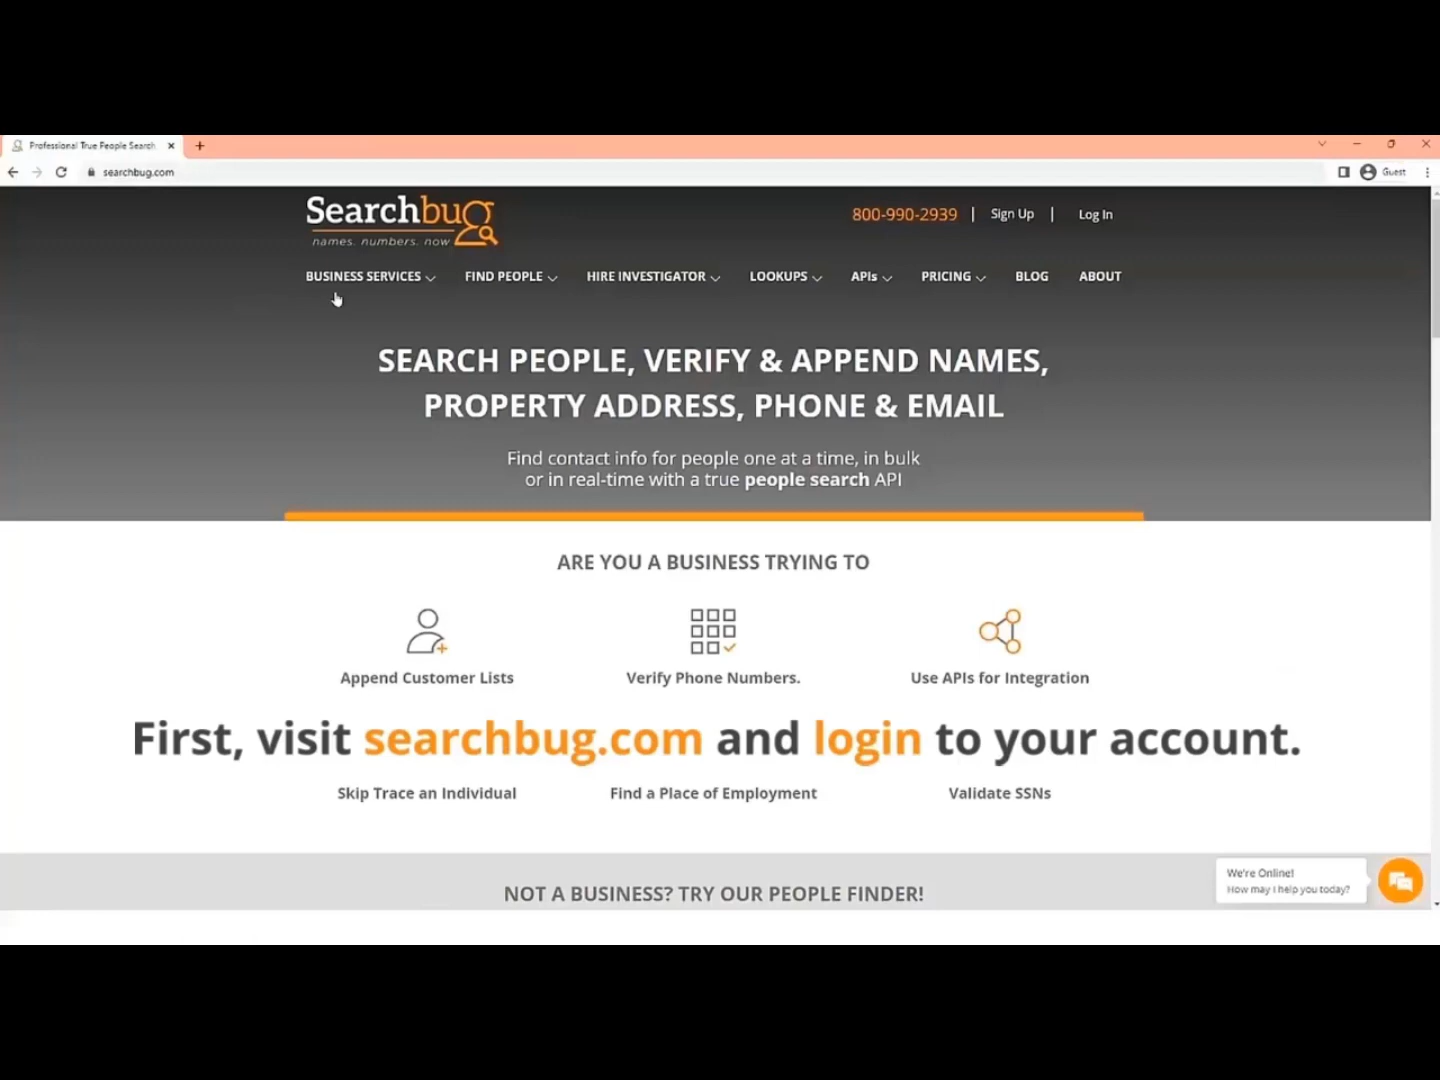 Professional True People Search
searchbug.com
Guest
Searchbug
names. numbers. now
800-990-2939 | Sign Up | Log In
BUSINESS SERVICES FIND PEOPLE HIRE INVESTIGATOR LOOKUPS APIs PRICING BLOG ABOUT
SEARCH PEOPLE, VERIFY & APPEND NAMES,
PROPERTY ADDRESS, PHONE & EMAIL
Find contact info for people one at a time, in bulk
or in real-time with a true people search API
ARE YOU A BUSINESS TRYING TO
Append Customer Lists Verify Phone Numbers. Use APIs for Integration
First, visit searchbug.com and login to your account.
Skip Trace an Individual Find a Place of Employment Validate SSNs
NOT A BUSINESS? TRY OUR PEOPLE FINDER!
We're Online!
How may I help you today?